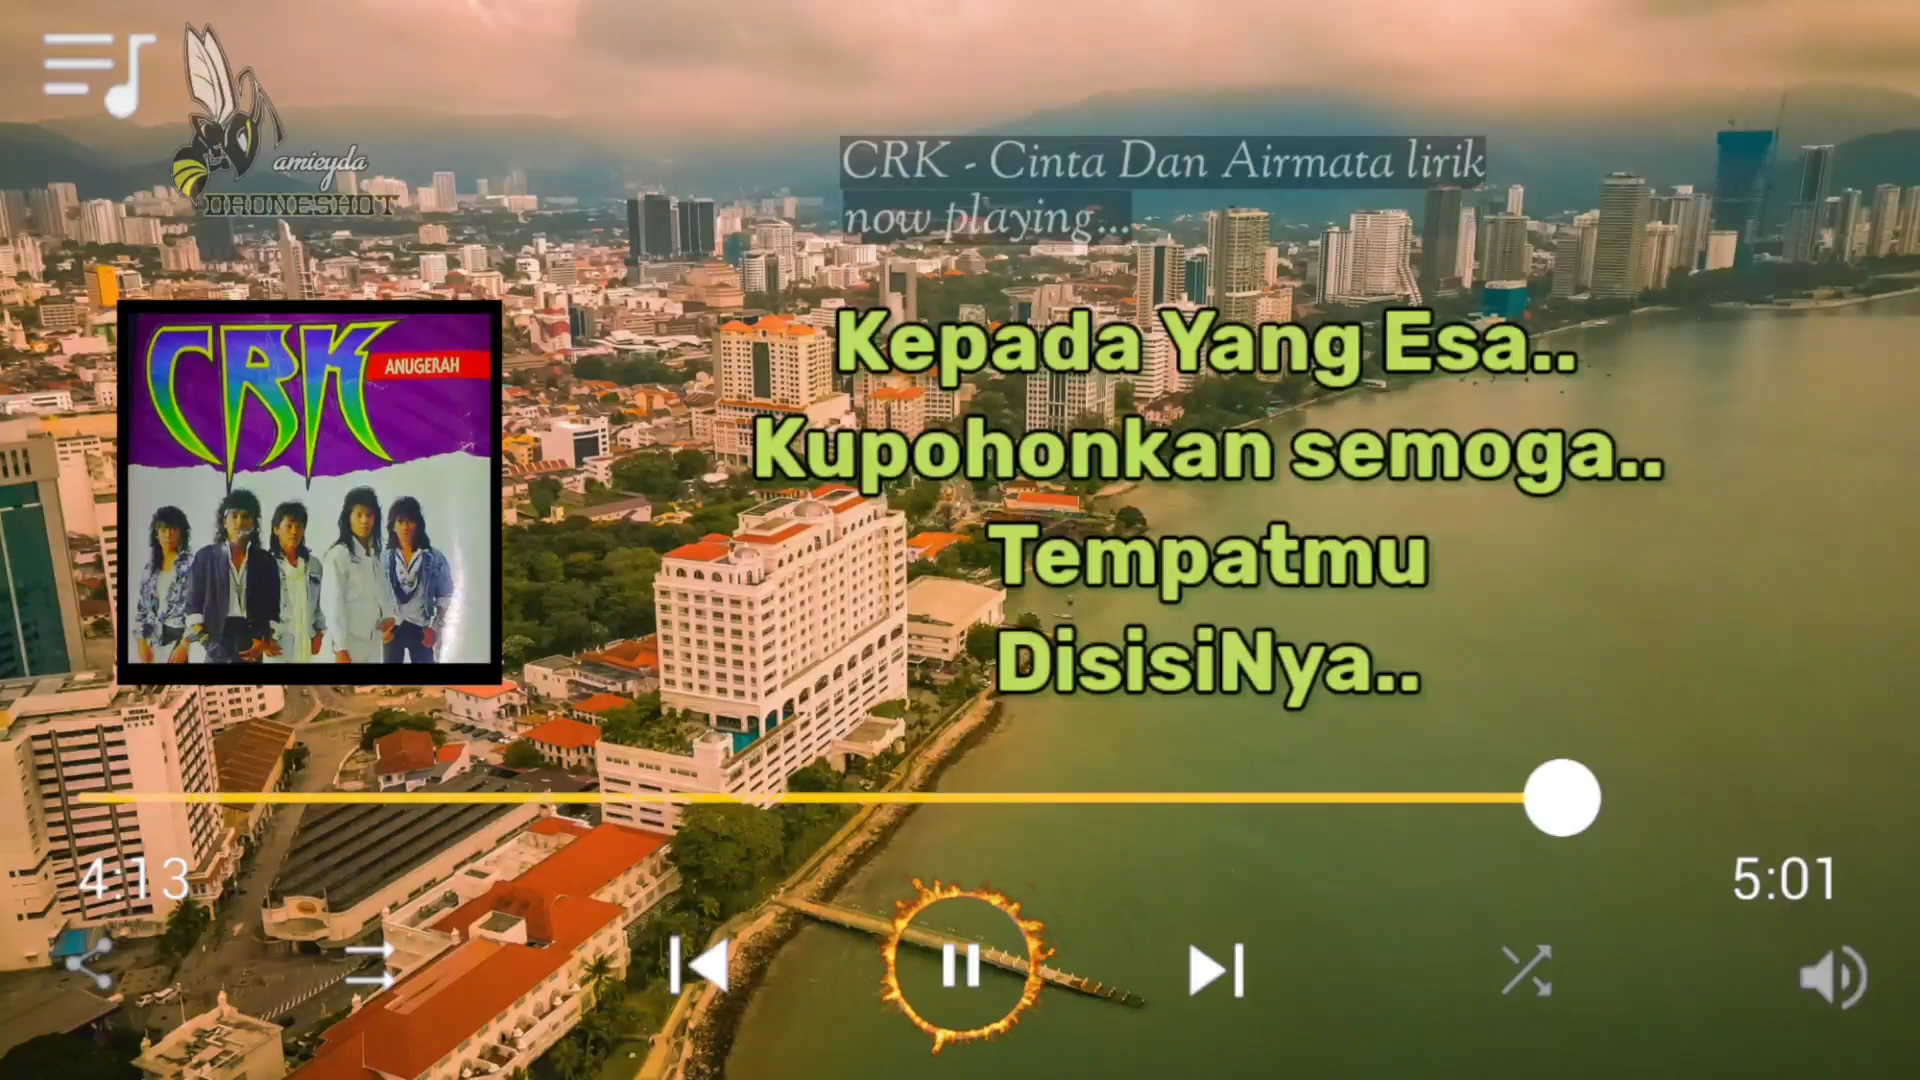 amieyda
DRONESHOT
CRK - Cinta Dan Airmata lirik
now playing...
CRK
ANUGERAH
Kepada Yang Esa..
Kupohonkan semoga..
Tempatmu
DisisiNya..
4:13
5:01